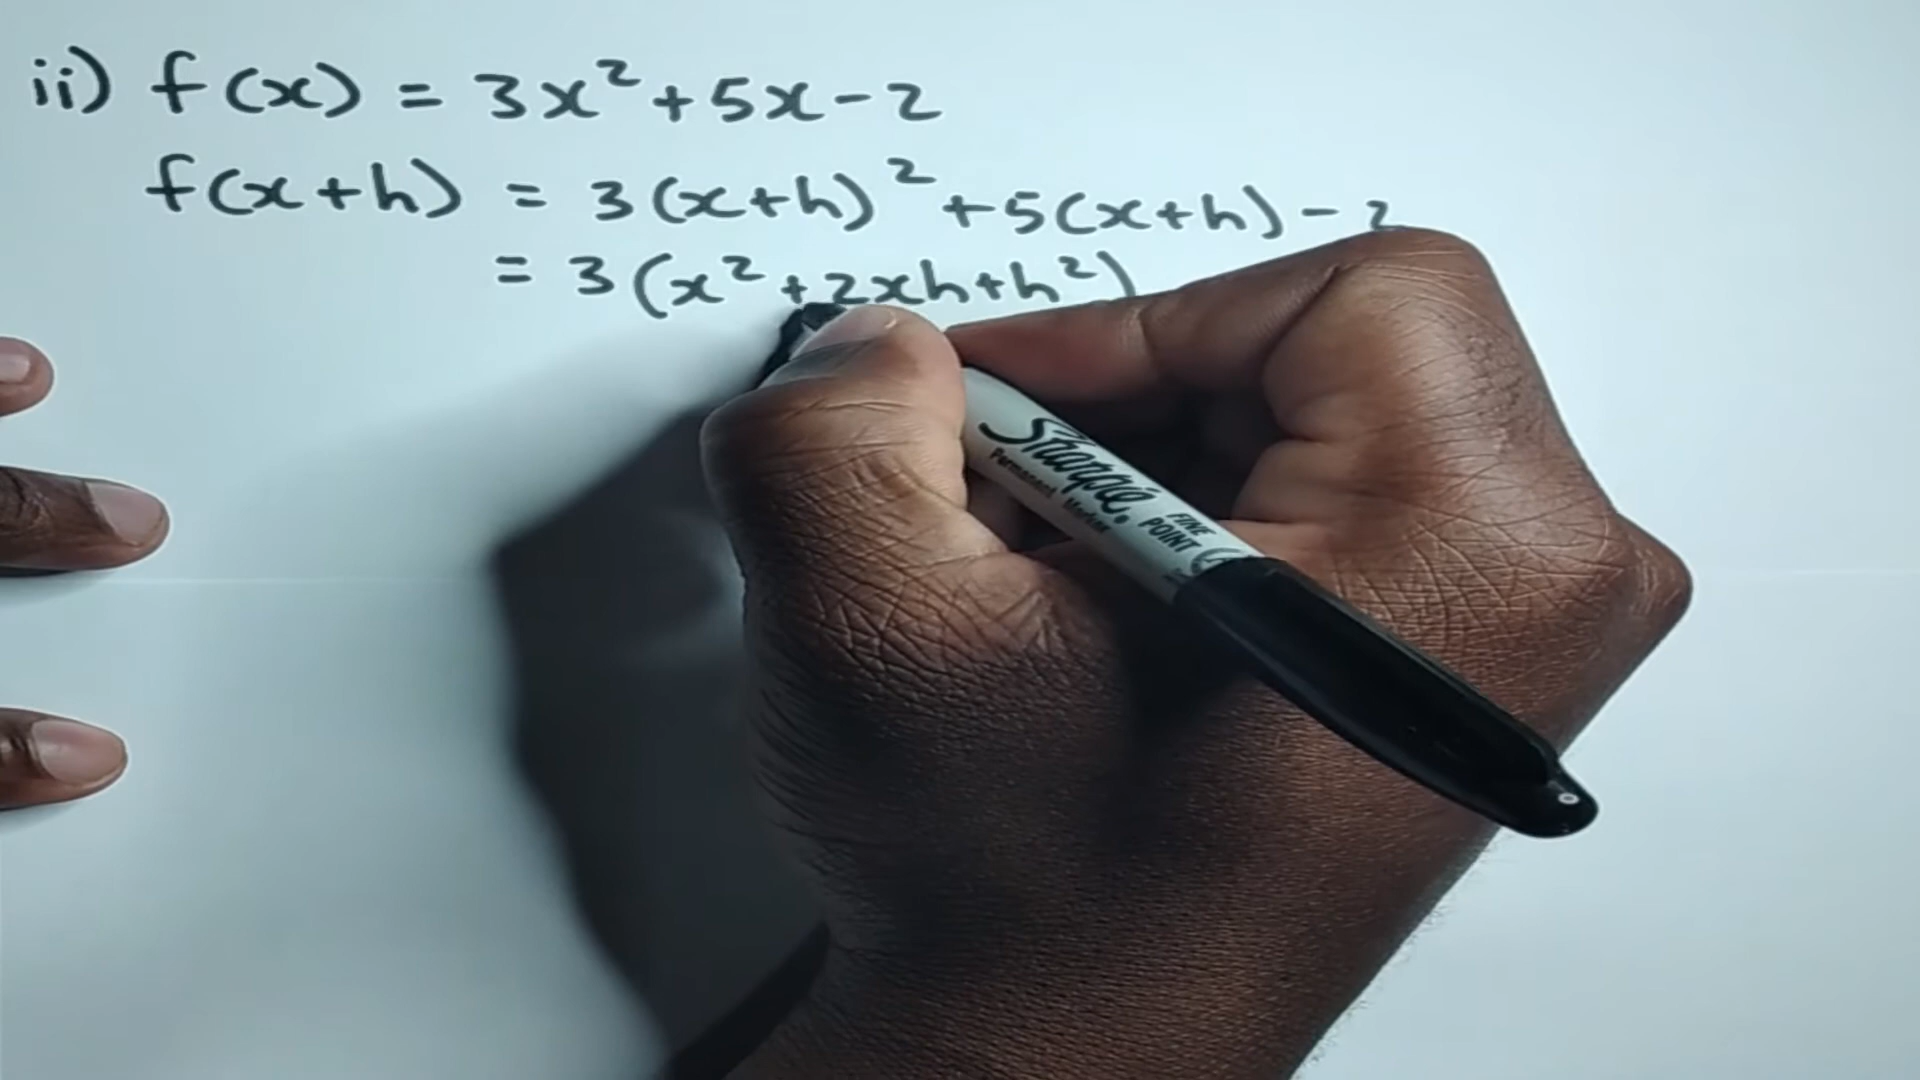 ii) f(x) = 3x²+5x-2
f(x+h) = 3(x+h)²+5(x+h)-2
= 3(x²+2xh+h²)
Sharpie.
Permanent Marker
FINE
POINT